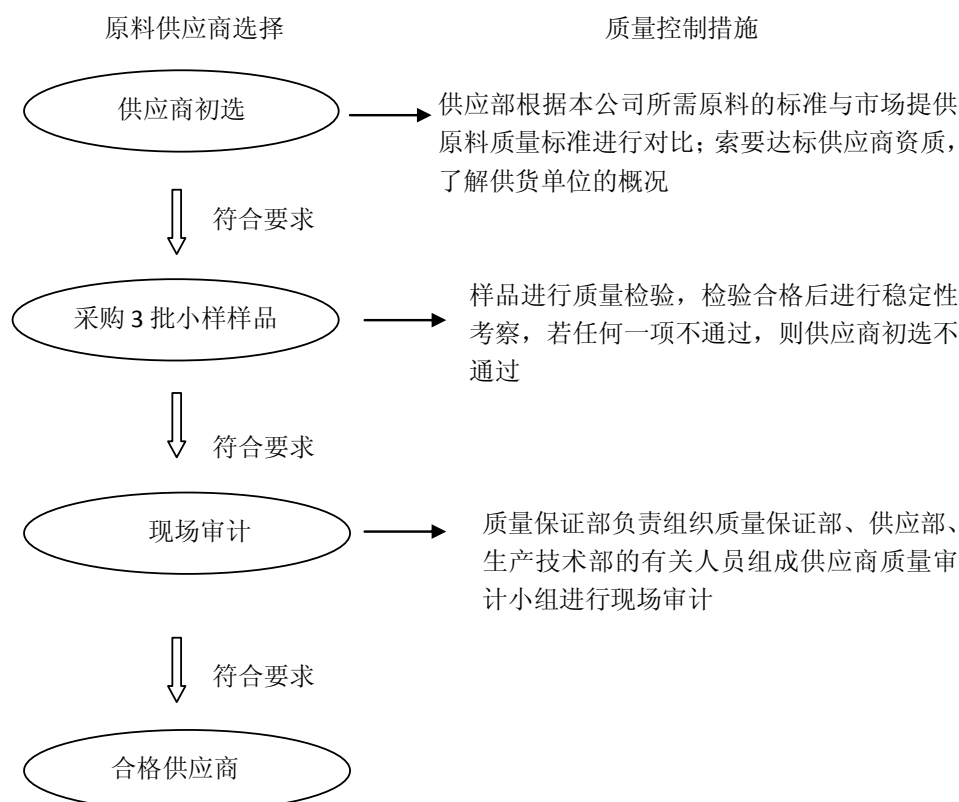 原料供应商选择
质量控制措施
供应商初选
供应部根据本公司所需原料的标准与市场提供
原料质量标准进行对比；索要达标供应商资质，
了解供货单位的概况
符合要求
采购 3 批小样样品
样品进行质量检验，检验合格后进行稳定性
考察，若任何一项不通过，则供应商初选不
通过
符合要求
现场审计
质量保证部负责组织质量保证部、供应部、
生产技术部的有关人员组成供应商质量审
计小组进行现场审计
符合要求
合格供应商